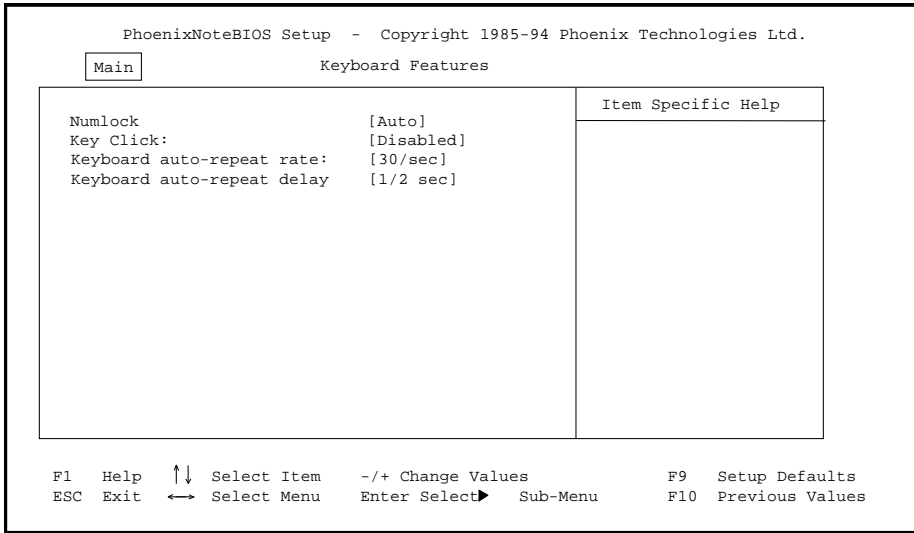 PhoenixNoteBIOS Setup - Copyright 1985-94 Phoenix Technologies Ltd.
Main Keyboard Features
Item Specific Help
Numlock [Auto]
Key Click: [Disabled]
Keyboard auto-repeat rate: [30/sec]
Keyboard auto-repeat delay [1/2 sec]
F1 Help ↑↓ Select Item -/+ Change Values F9 Setup Defaults
ESC Exit ↔ Select Menu Enter Select▶ Sub-Menu F10 Previous Values